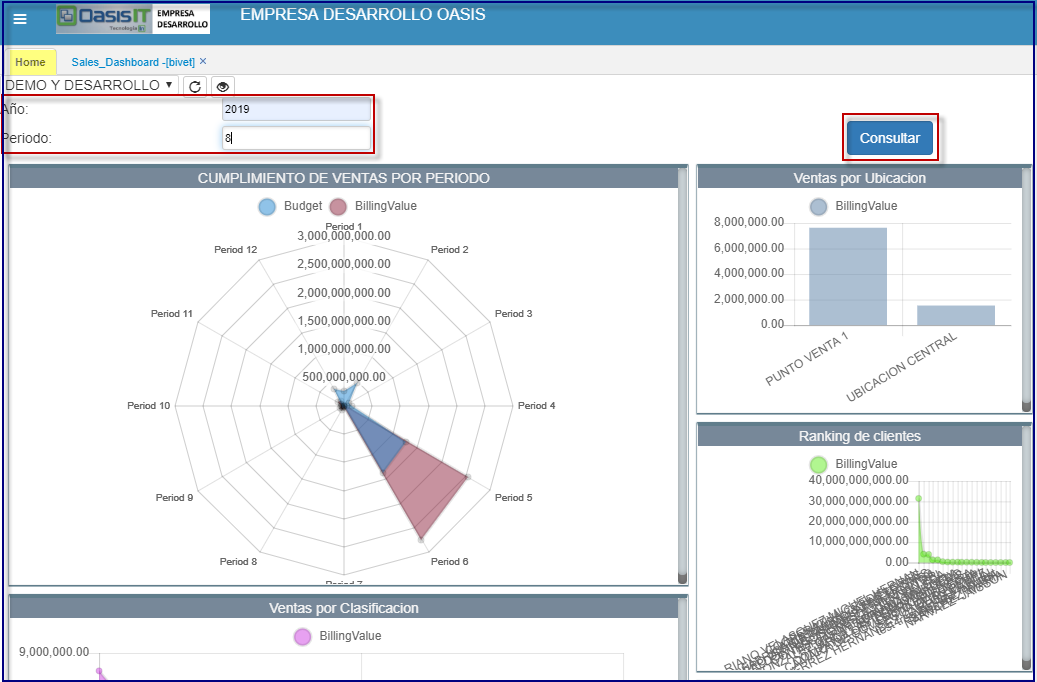 OasisIT
Tecnología
EMPRESA
DESARROLLO
EMPRESA DESARROLLO OASIS
Home
Sales_Dashboard -[bivet] ×
DEMO Y DESARROLLO ▼
Año:
2019
Periodo:
8
Consultar
CUMPLIMIENTO DE VENTAS POR PERIODO
Budget
BillingValue
Period 1
3,000,000,000.00
Period 12
Period 2
2,500,000,000.00
2,000,000,000.00
Period 11
Period 3
1,500,000,000.00
1,000,000,000.00
500,000,000.00
Period 10
Period 4
Period 9
Period 5
Period 8
Period 6
Period 7
Ventas por Ubicacion
BillingValue
8,000,000.00
6,000,000.00
4,000,000.00
2,000,000.00
0.00
PUNTO VENTA 1
UBICACION CENTRAL
Ranking de clientes
BillingValue
40,000,000,000.00
30,000,000,000.00
20,000,000,000.00
10,000,000,000.00
0.00
Ventas por Clasificacion
BillingValue
9,000,000.00